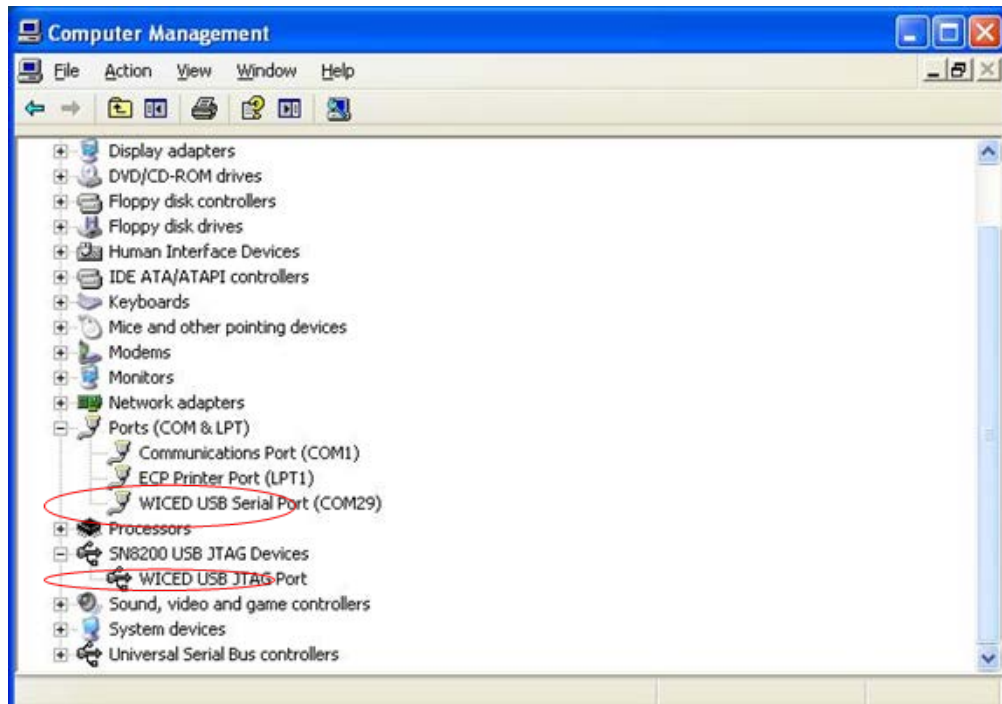 Computer Management
File Action View Window Help
Display adapters
DVD/CD-ROM drives
Floppy disk controllers
Floppy disk drives
Human Interface Devices
IDE ATA/ATAPI controllers
Keyboards
Mice and other pointing devices
Modems
Monitors
Network adapters
Ports (COM & LPT)
Communications Port (COM1)
ECP Printer Port (LPT1)
WICED USB Serial Port (COM29)
Processors
SN8200 USB JTAG Devices
WICED USB JTAG Port
Sound, video and game controllers
System devices
Universal Serial Bus controllers